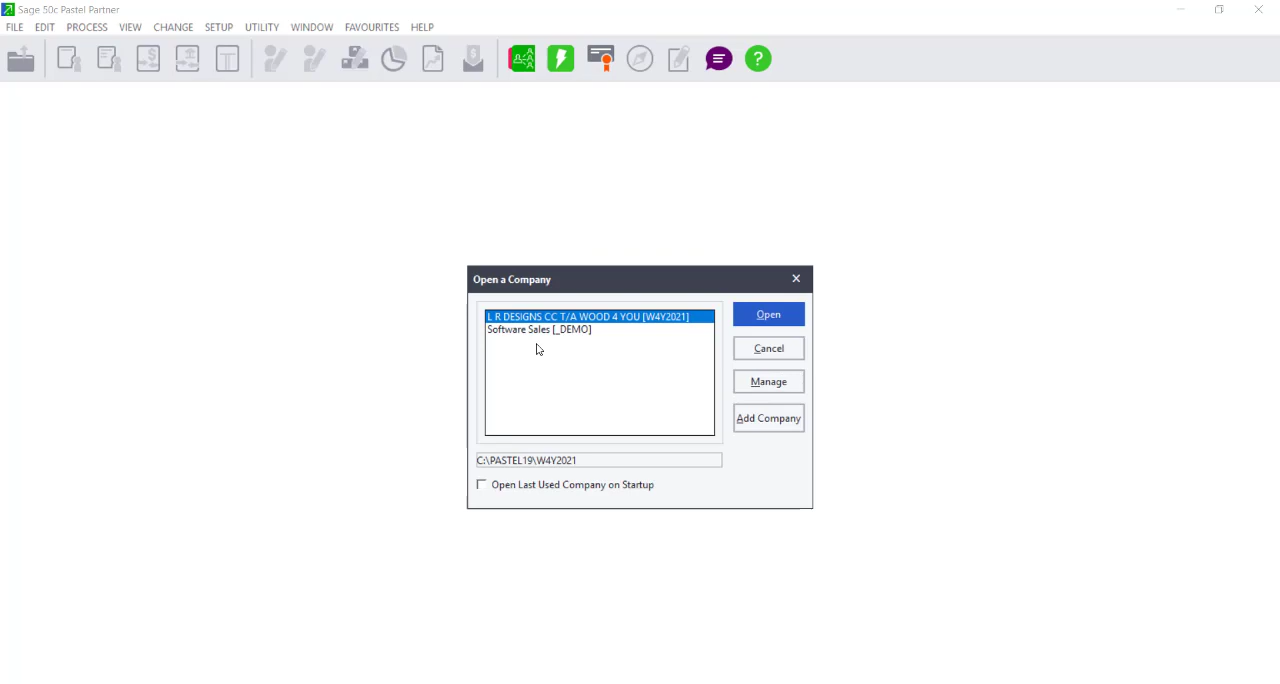 Sage 50c Pastel Partner
FILE EDIT PROCESS VIEW CHANGE SETUP UTILITY WINDOW FAVOURITES HELP
Open a Company
L R DESIGNS CC T/A WOOD 4 YOU [W4Y2021]
Software Sales [_DEMO]
Open
Cancel
Manage
Add Company
C:\PASTEL19\W4Y2021
Open Last Used Company on Startup